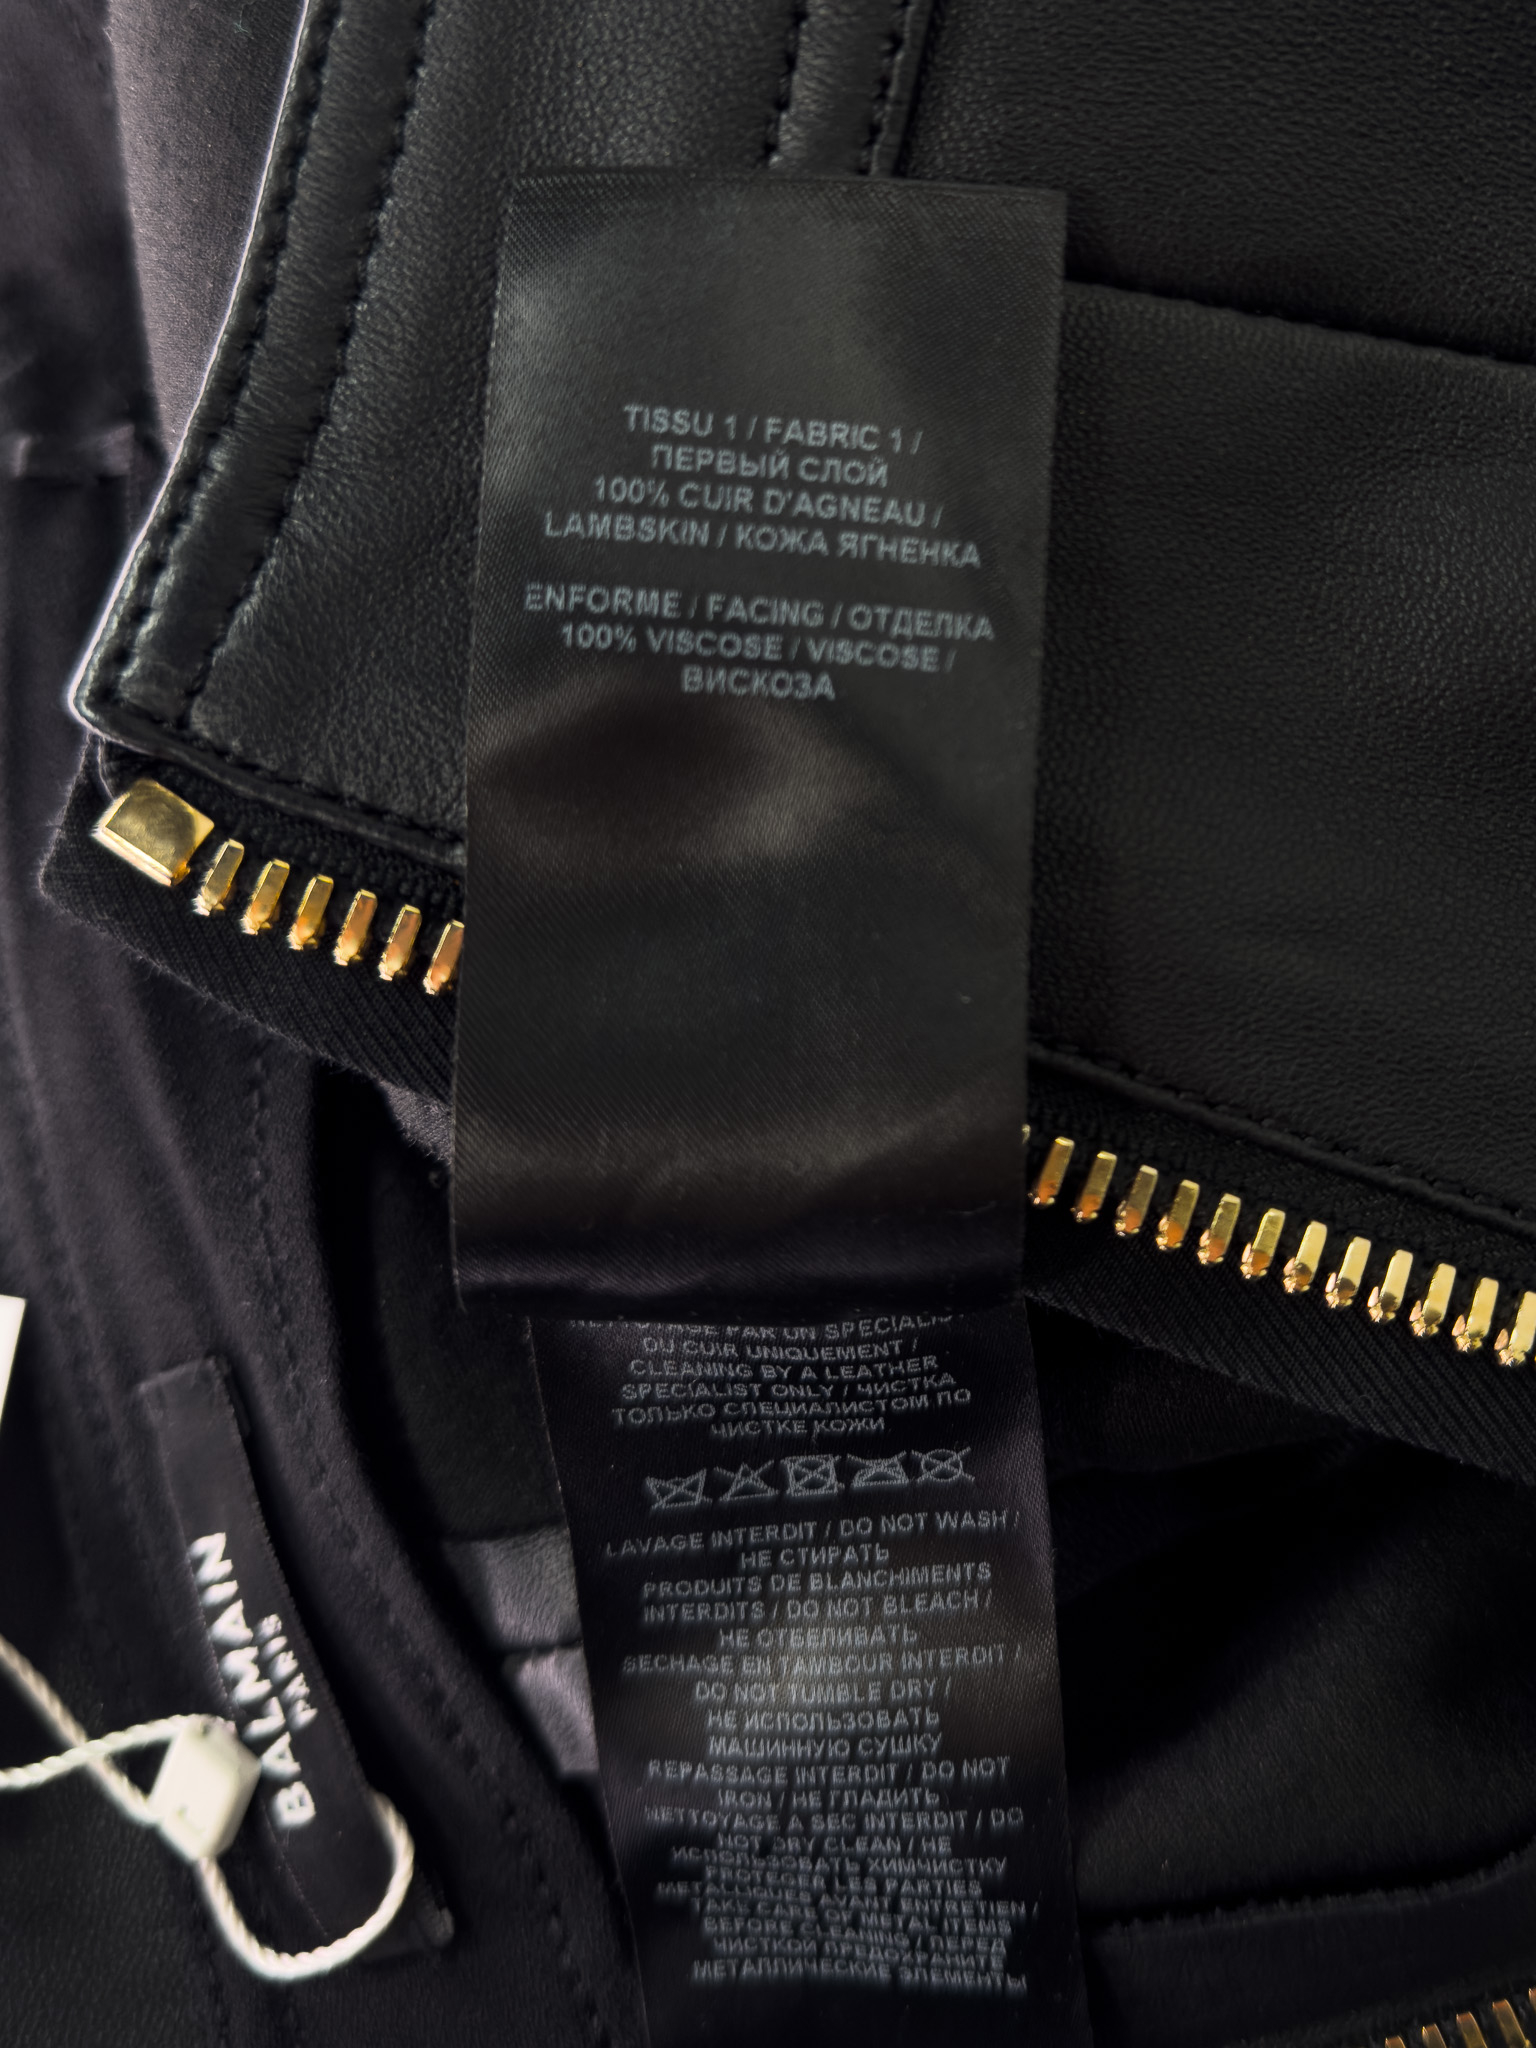 TISSU 1 / FABRIC 1 /
ПЕРВЫЙ СЛОЙ
100% CUIR D'AGNEAU /
LAMBSKIN / КОЖА ЯГНЕНКА
ENFORME / FACING / ОТДЕЛКА
100% VISCOSE / VISCOSE /
ВИСКОЗА
PAR UN
DU CUIR UNIQUEMENT /
CLEANING BY A LEATHER
SPECIALIST ONLY / ЧИСТКА
ТОЛЬКО СПЕЦИАЛИСТОМ ПО
ЧИСТКЕ КОЖИ
LAVAGE INTERDIT / DO NOT WASH /
НЕ СТИРАТЬ
PRODUITS DE BLANCHIMENTS
INTERDITS / DO NOT BLEACH /
НЕ ОТБЕЛИВАТЬ
SECHAGE EN TAMBOUR INTERDIT /
DO NOT TUMBLE DRY /
НЕ ИСПОЛЬЗОВАТЬ
МАШИННУЮ СУШКУ
REPASSAGE INTERDIT / DO NOT
IRON / НЕ ГЛАДИТЬ
NETTOYAGE A SEC INTERDIT / DO
NOT DRY CLEAN / НЕ
ИСПОЛЬЗОВАТЬ ХИМЧИСТКУ
PROTEGER LES PARTIES
METALLIQUES AVANT ENTRETIEN /
TAKE CARE OF METAL ITEMS
BEFORE CLEANING / ПЕРЕД
ЧИСТКОЙ ПРЕДОХРАНИТЕ
МЕТАЛЛИЧЕСКИЕ ЭЛЕМЕНТЫ
BALMAIN
PARIS